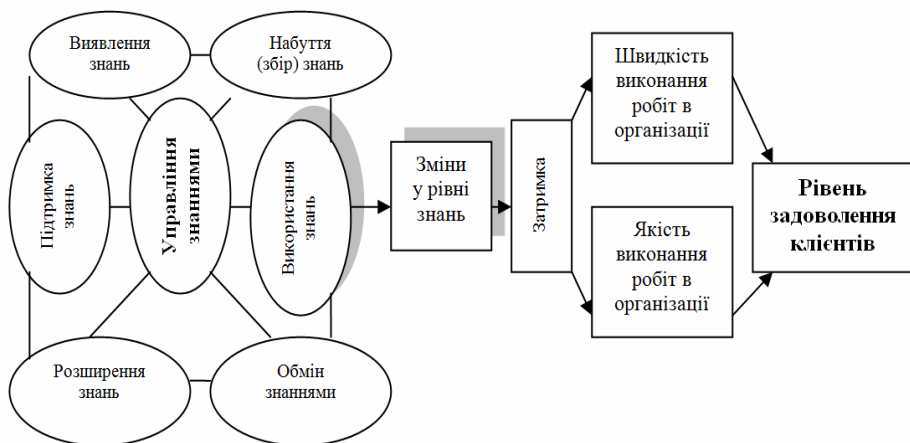 Виявлення
знань
Набуття
(збір) знань
Підтримка
знань
Управління
знаннями
Використання
знань
Розширення
знань
Обмін
знаннями
Зміни
у рівні
знань
Затримка
Швидкість
виконання
робіт в
організації
Якість
виконання
робіт в
організації
Рівень
задоволення
клієнтів